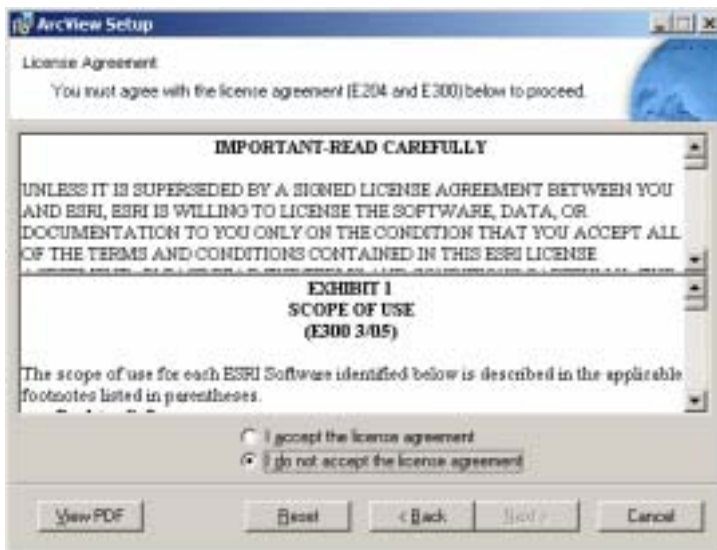 ArcView Setup
License Agreement
You must agree with the license agreement (E204 and E300) below to proceed.
IMPORTANT-READ CAREFULLY
UNLESS IT IS SUPERSEDED BY A SIGNED LICENSE AGREEMENT BETWEEN YOU
AND ESRI, ESRI IS WILLING TO LICENSE THE SOFTWARE, DATA, OR
DOCUMENTATION TO YOU ONLY ON THE CONDITION THAT YOU ACCEPT ALL
OF THE TERMS AND CONDITIONS CONTAINED IN THIS ESRI LICENSE
EXHIBIT 1
SCOPE OF USE
(E300 3/05)
The scope of use for each ESRI Software identified below is described in the applicable
footnotes listed in parentheses.
I accept the license agreement
I do not accept the license agreement
View PDF
Reset
< Back
Next >
Cancel